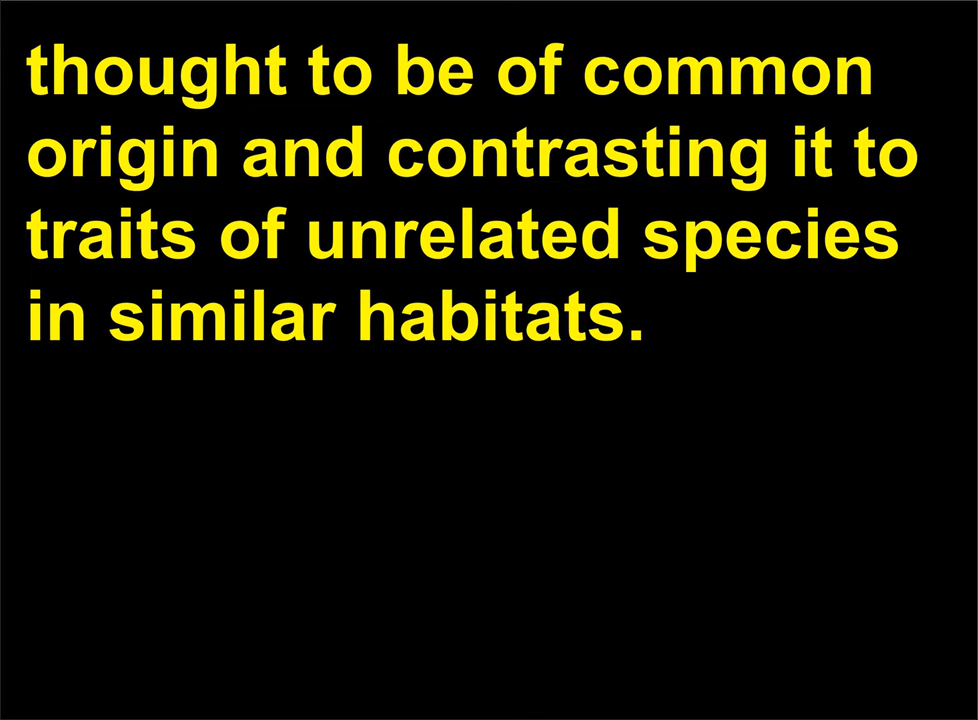 thought to be of common
origin and contrasting it to
traits of unrelated species
in similar habitats.